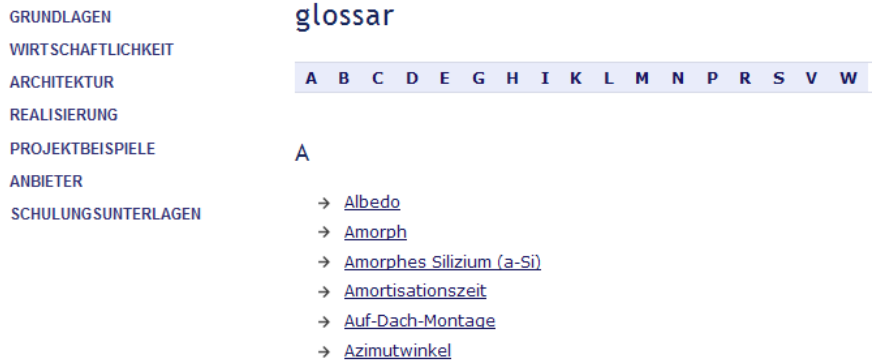 GRUNDLAGEN
WIRTSCHAFTLICHKEIT
ARCHITEKTUR
REALISIERUNG
PROJEKTBEISPIELE
ANBIETER
SCHULUNGSUNTERLAGEN
glossar
A B C D E G H I K L M N P R S V W
A
→ Albedo
→ Amorph
→ Amorphes Silizium (a-Si)
→ Amortisationszeit
→ Auf-Dach-Montage
→ Azimutwinkel